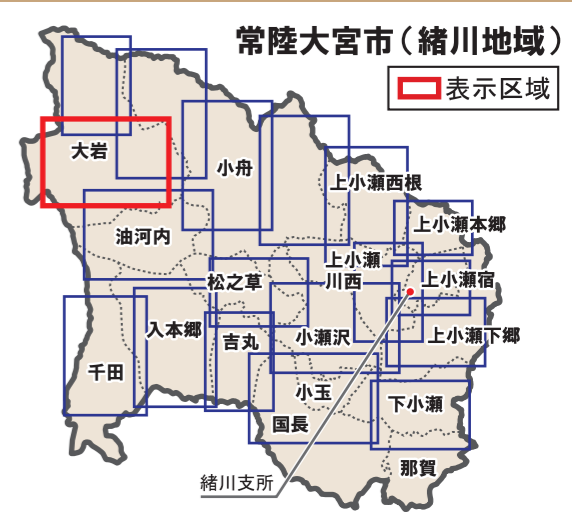 常陸大宮市(緒川地域)
表示区域
大岩
小舟
上小瀬西根
上小瀬本郷
油河内
上小瀬
川西
松之草
上小瀬宿
入本郷
吉丸
小瀬沢
上小瀬下郷
千田
小玉
下小瀬
国長
那賀
緒川支所